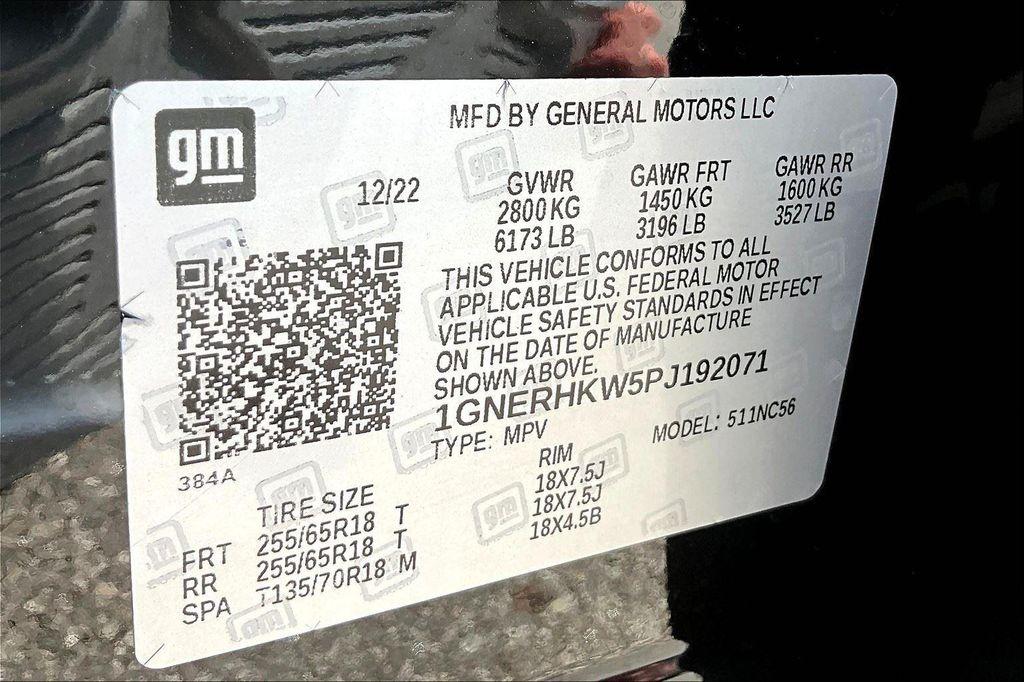 gm
MFD BY GENERAL MOTORS LLC
12/22
GVWR
2800 KG
6173 LB
GAWR FRT
1450 KG
3196 LB
GAWR RR
1600 KG
3527 LB
THIS VEHICLE CONFORMS TO ALL
APPLICABLE U.S. FEDERAL MOTOR
VEHICLE SAFETY STANDARDS IN EFFECT
ON THE DATE OF MANUFACTURE
SHOWN ABOVE.
1GNERHKW5PJ192071
TYPE: MPV
MODEL: 511NC56
384A
TIRE SIZE
RIM
FRT 255/65R18 T 18X7.5J
RR 255/65R18 T 18X7.5J
SPA T135/70R18 M 18X4.5B